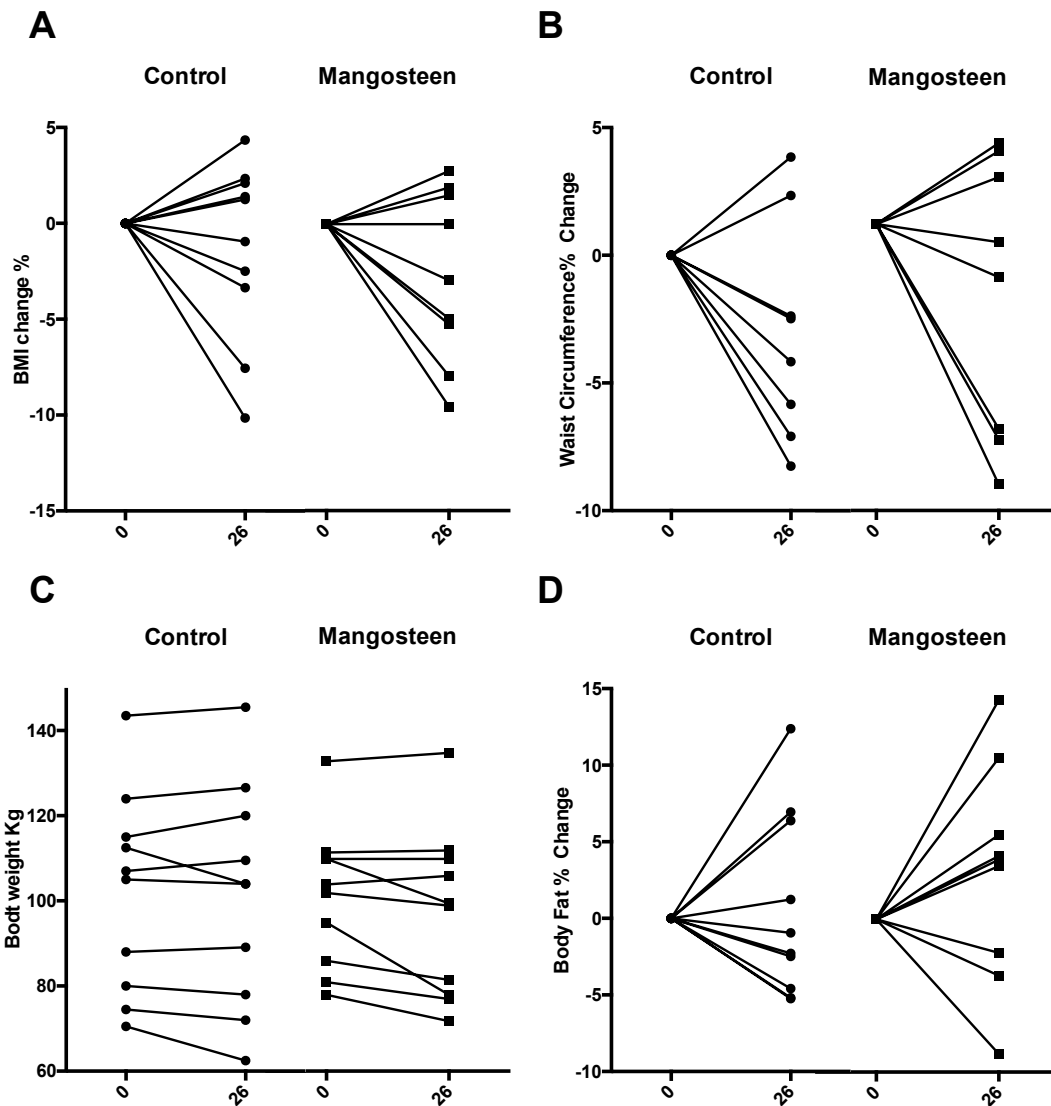 A
Control Mangosteen
BMI change %
5
0
-5
-10
-15
0 26 0 26
B
Control Mangosteen
Waist Circumference% Change
5
0
-5
-10
0 26 0 26
C
Control Mangosteen
Bodt weight Kg
140
120
100
80
60
0 26 0 26
D
Control Mangosteen
Body Fat % Change
15
10
5
0
-5
-10
0 26 0 26